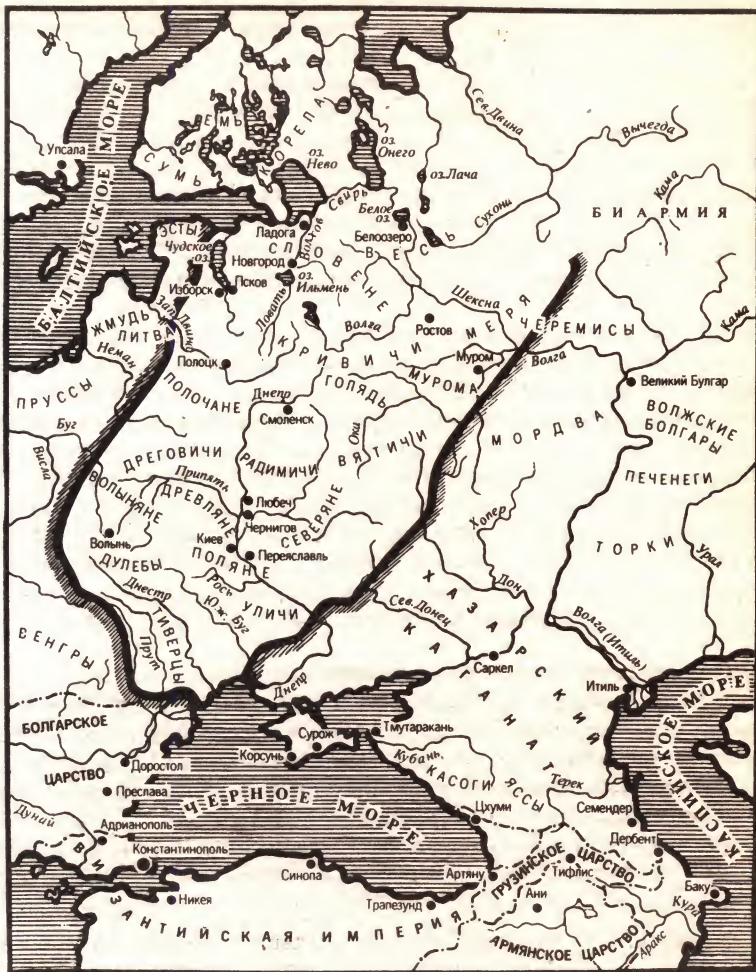 Сев. Двина
Вычегда
БАЛТИЙСКОЕ МОРЕ
Упсала
ЕМЬ
СУМЬ
КОРЕЛА
оз. Нево
оз. Онего
оз. Лача
Сухони
Кама
БИАРМИЯ
Свирь
Белое оз.
Белоозеро
ВЕСЬ
ЭСТЫ
Чудское оз.
Ладога
Волхов
СЛОВЕНЕ
Новгород
Псков
Изборск
оз. Ильмень
Ловать
Шексна
Волга
Ростов
МЕРЯ
ЧЕРЕМИСЫ
Волга
Кама
ЖМУДЬ
ЛИТВА
Зап. Двина
Неман
Полоцк
КРИВИЧИ
Муром
МУРОМА
Великий Булгар
ПРУССЫ
ПОЛОЧАНЕ
Днепр
ГОЛЯДЬ
Смоленск
Оки
ВЯТИЧИ
МОРДВА
ВОЛЖСКИЕ
БОЛГАРЫ
Буг
Висла
ДРЕГОВИЧИ
РАДИМИЧИ
ПЕЧЕНЕГИ
Припять
ВОЛЫНЯНЕ
ДРЕВЛЯНЕ
Любеч
Чернигов
СЕВЕРЯНЕ
Хопер
ТОРКИ
Урал
Волынь
Киев
ПОЛЯНЕ
Переяславль
ДУЛЕБЫ
Днестр
Рось
УЛИЧИ
Юж. Буг
ТИВЕРЦЫ
Прут
Сев. Донец
Дон
ХАЗАРСКИЙ
КАГАНАТ
Волга (Итиль)
ВЕНГРЫ
Днепр
Саркел
Итиль
БОЛГАРСКОЕ
ЦАРСТВО
Сурож
Корсунь
Тмутаракань
Кубань
КАСОГИ
ЯССЫ
Терек
КАСПИЙСКОЕ МОРЕ
Доростол
Преслава
ЧЕРНОЕ МОРЕ
Цхуми
Семендер
Дербент
Дунай
Адрианополь
Константинополь
Синопа
Артяну
ГРУЗИНСКОЕ ЦАРСТВО
Тифлис
Баку
Кура
Никея
Трапезунд
Ани
ВИЗАНТИЙСКАЯ ИМПЕРИЯ
АРМЯНСКОЕ ЦАРСТВО
Аракс